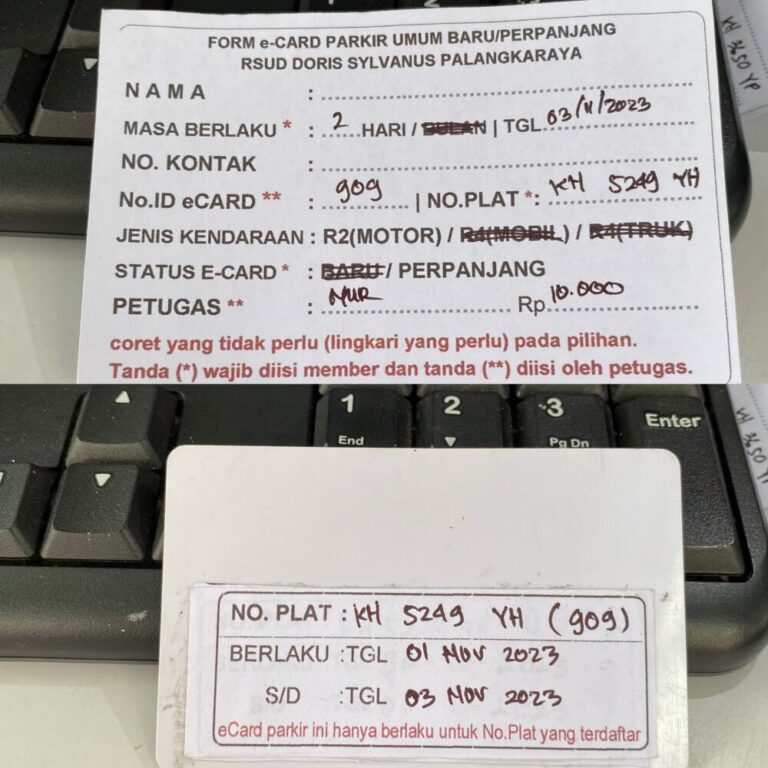 FORM e-CARD PARKIR UMUM BARU/PERPANJANG
RSUD DORIS SYLVANUS PALANGKARAYA
N A M A :
MASA BERLAKU * : 2 HARI / BULAN | TGL 03/11/2023
NO. KONTAK :
No.ID eCARD ** : 909 | NO.PLAT *: KH 5249 YH
JENIS KENDARAAN : R2(MOTOR) / R4(MOBIL) / R4(TRUK)
STATUS E-CARD * : BARU / PERPANJANG
PETUGAS ** : NUR Rp 10.000
coret yang tidak perlu (lingkari yang perlu) pada pilihan.
Tanda (*) wajib diisi member dan tanda (**) diisi oleh petugas.
KH 3650 YP
1
End
2
3
Pg Dn
Enter
NO. PLAT : KH 5249 YH (909)
BERLAKU :TGL 01 NOV 2023
S/D :TGL 03 NOV 2023
eCard parkir ini hanya berlaku untuk No.Plat yang terdaftar